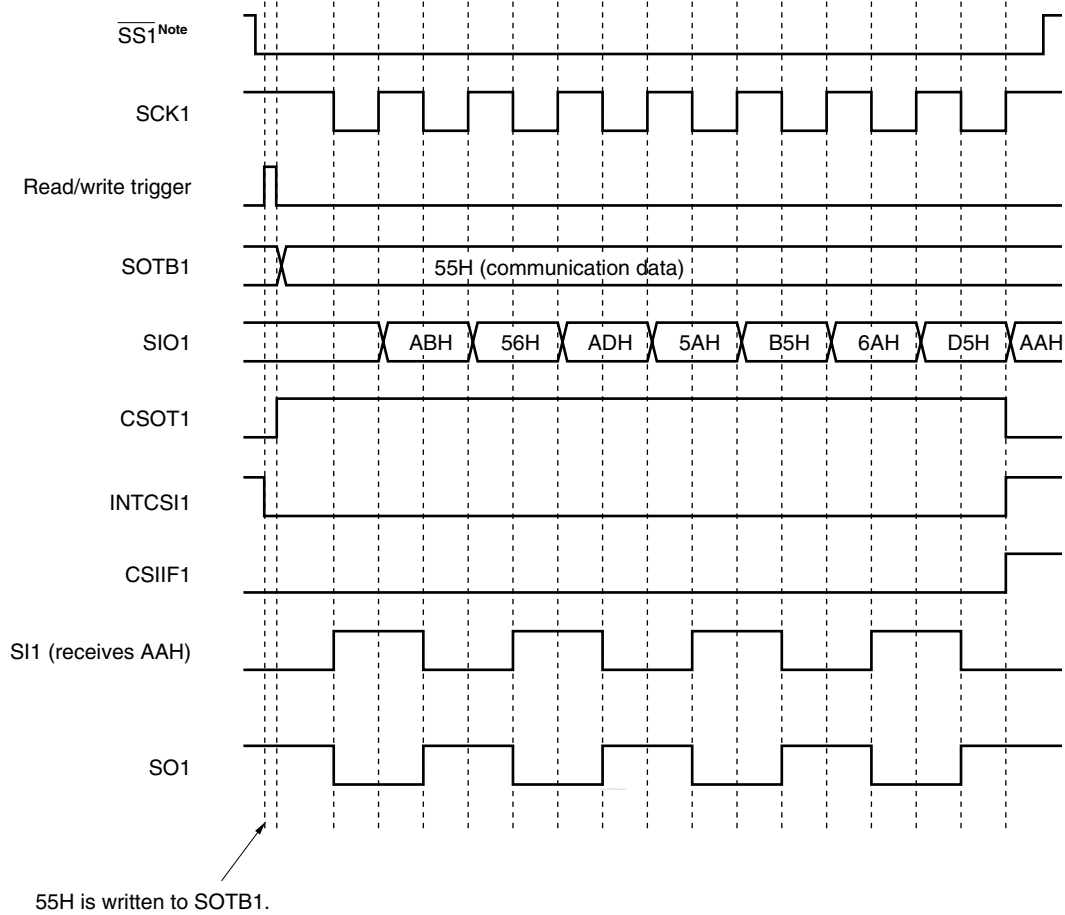 SS1 Note
SCK1
Read/write trigger
SOTB1
55H (communication data)
SIO1
ABH 56H ADH 5AH B5H 6AH D5H AAH
CSOT1
INTCSI1
CSIIF1
SI1 (receives AAH)
SO1
55H is written to SOTB1.